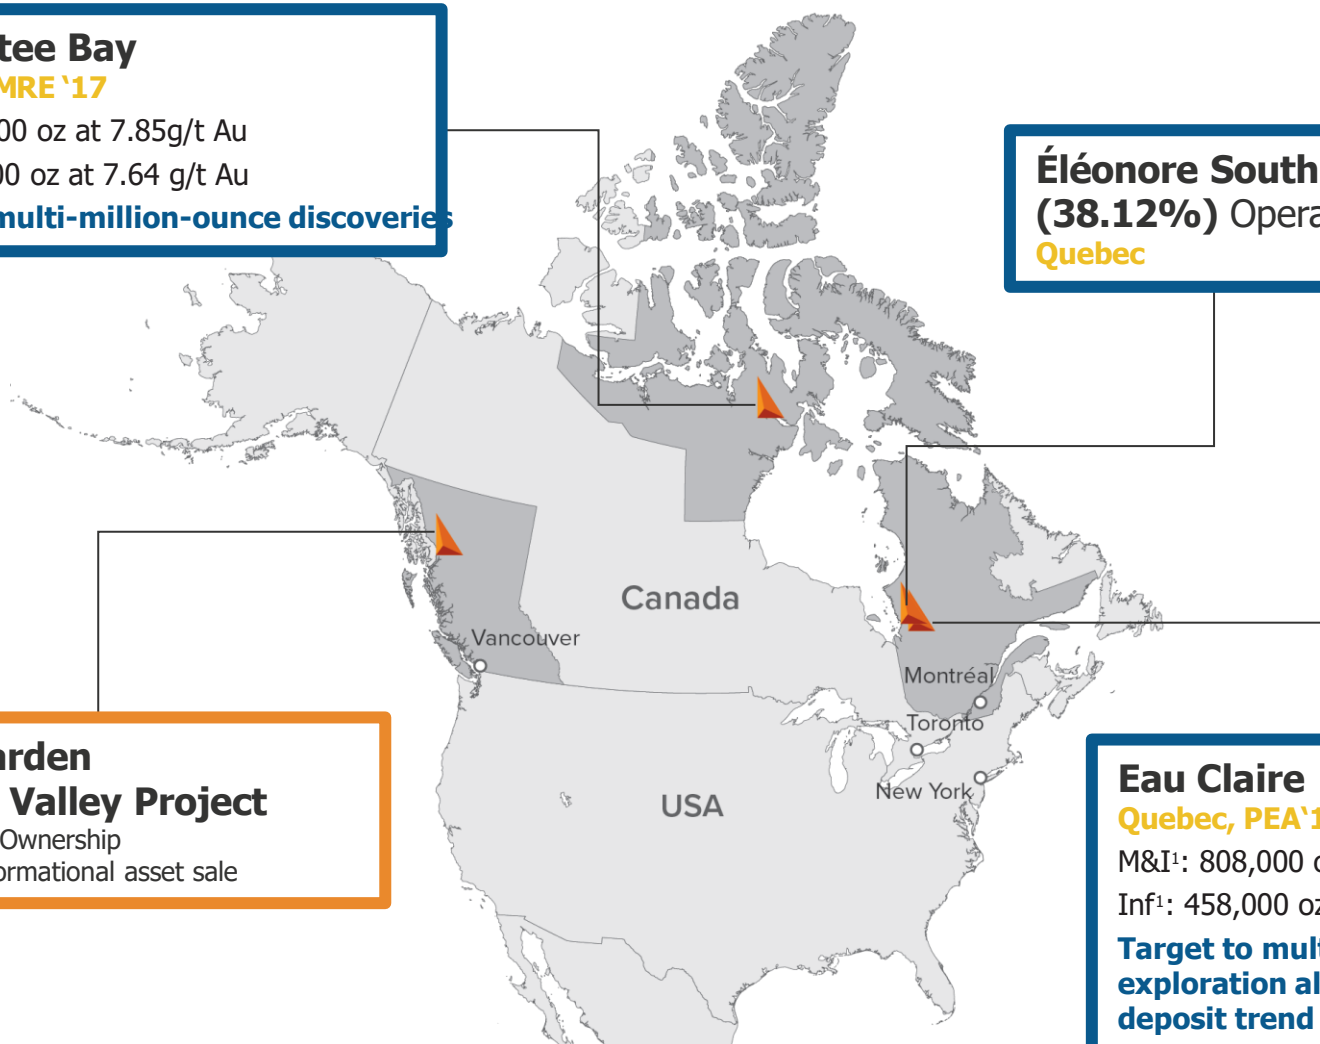 tee Bay
MRE ‘17
00 oz at 7.85g/t Au
00 oz at 7.64 g/t Au
multi-million-ounce discoveries
Éléonore South
(38.12%) Opera
Quebec
Canada
Vancouver
Montréal
Toronto
New York
USA
arden
Valley Project
Ownership
ormational asset sale
Eau Claire
Quebec, PEA‘1
M&I¹: 808,000 o
Inf¹: 458,000 oz
Target to mult
exploration al
deposit trend